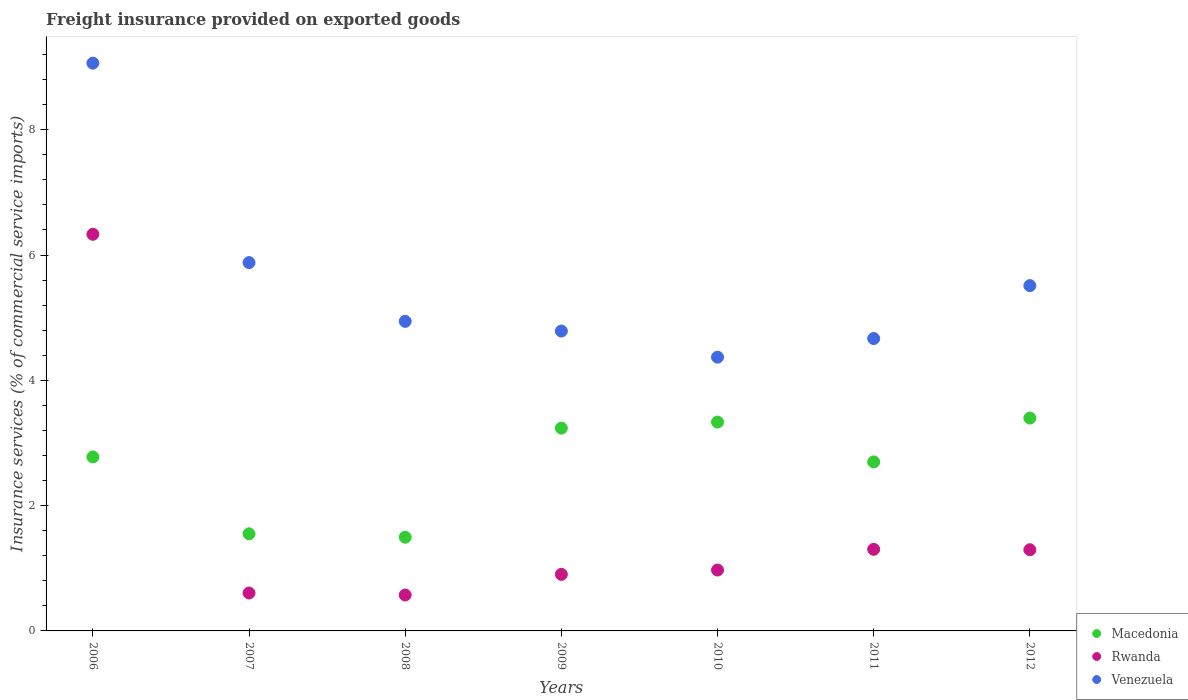 Freight insurance provided on exported goods
Insurance services (% of commercial service imports)
8
6
4
2
0
2006
2007
2008
2009
2010
2011
2012
Years
Macedonia
Rwanda
Venezuela